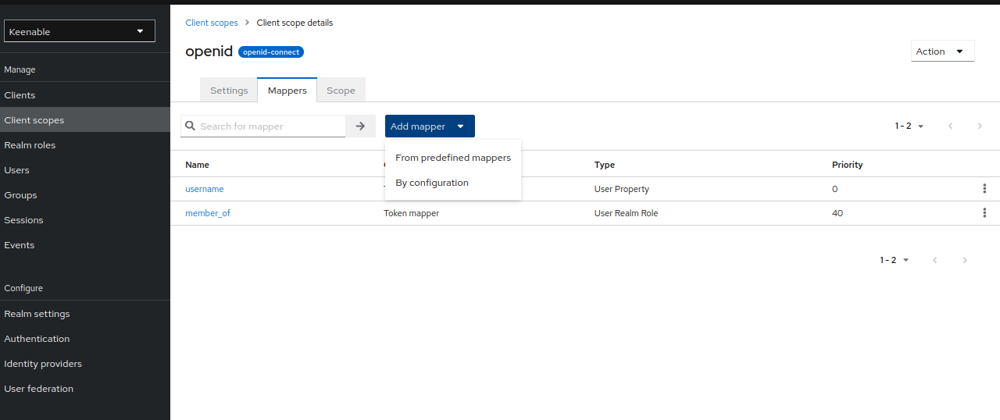 Keenable
Manage
Clients
Client scopes
Realm roles
Users
Groups
Sessions
Events
Configure
Realm settings
Authentication
Identity providers
User federation
Client scopes > Client scope details
openid openid-connect
Action
Settings Mappers Scope
Search for mapper
Add mapper
1 - 2
From predefined mappers
By configuration
Name Type Priority
username User Property 0
member_of Token mapper User Realm Role 40
1 - 2